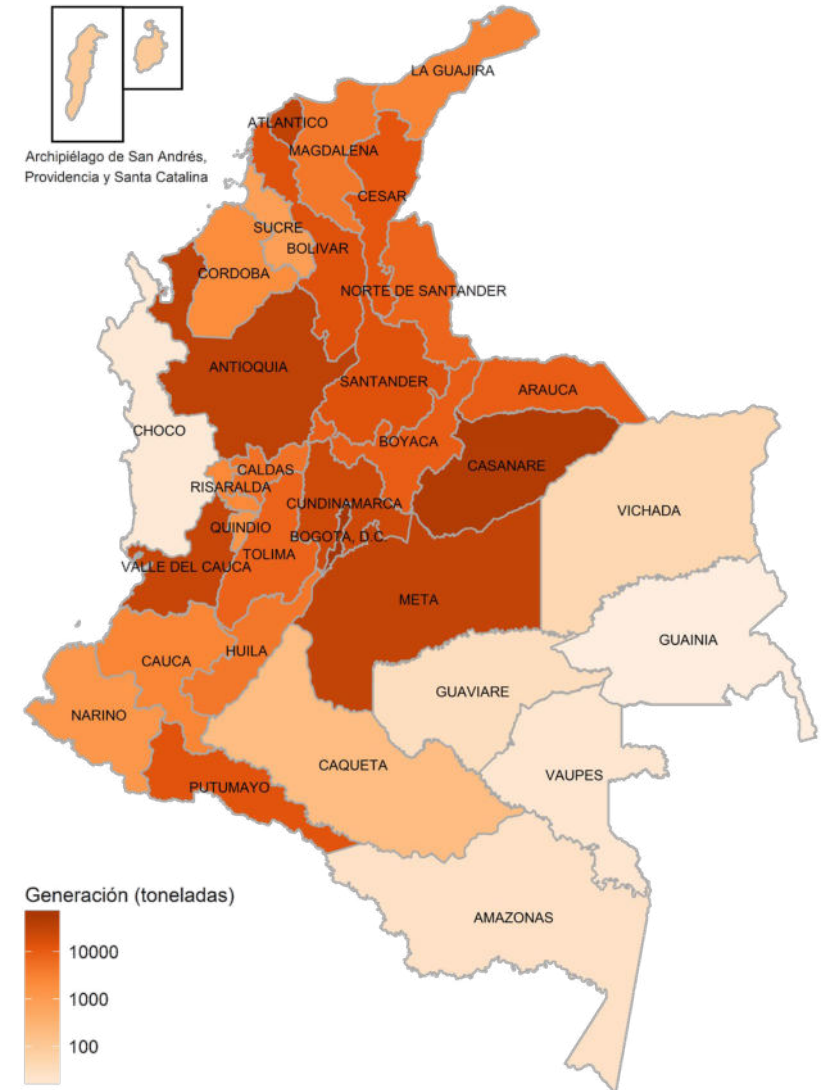 LA GUAJIRA
ATLANTICO
MAGDALENA
Archipiélago de San Andrés,
Providencia y Santa Catalina
CESAR
SUCRE
BOLIVAR
CORDOBA
NORTE DE SANTANDER
ANTIOQUIA
SANTANDER
ARAUCA
CHOCO
BOYACA
CALDAS
CASANARE
RISARALDA
CUNDINAMARCA
VICHADA
QUINDIO
BOGOTA, D.C.
TOLIMA
VALLE DEL CAUCA
META
GUAINIA
HUILA
CAUCA
GUAVIARE
NARINO
CAQUETA
VAUPES
PUTUMAYO
Generación (toneladas)
AMAZONAS
10000
1000
100